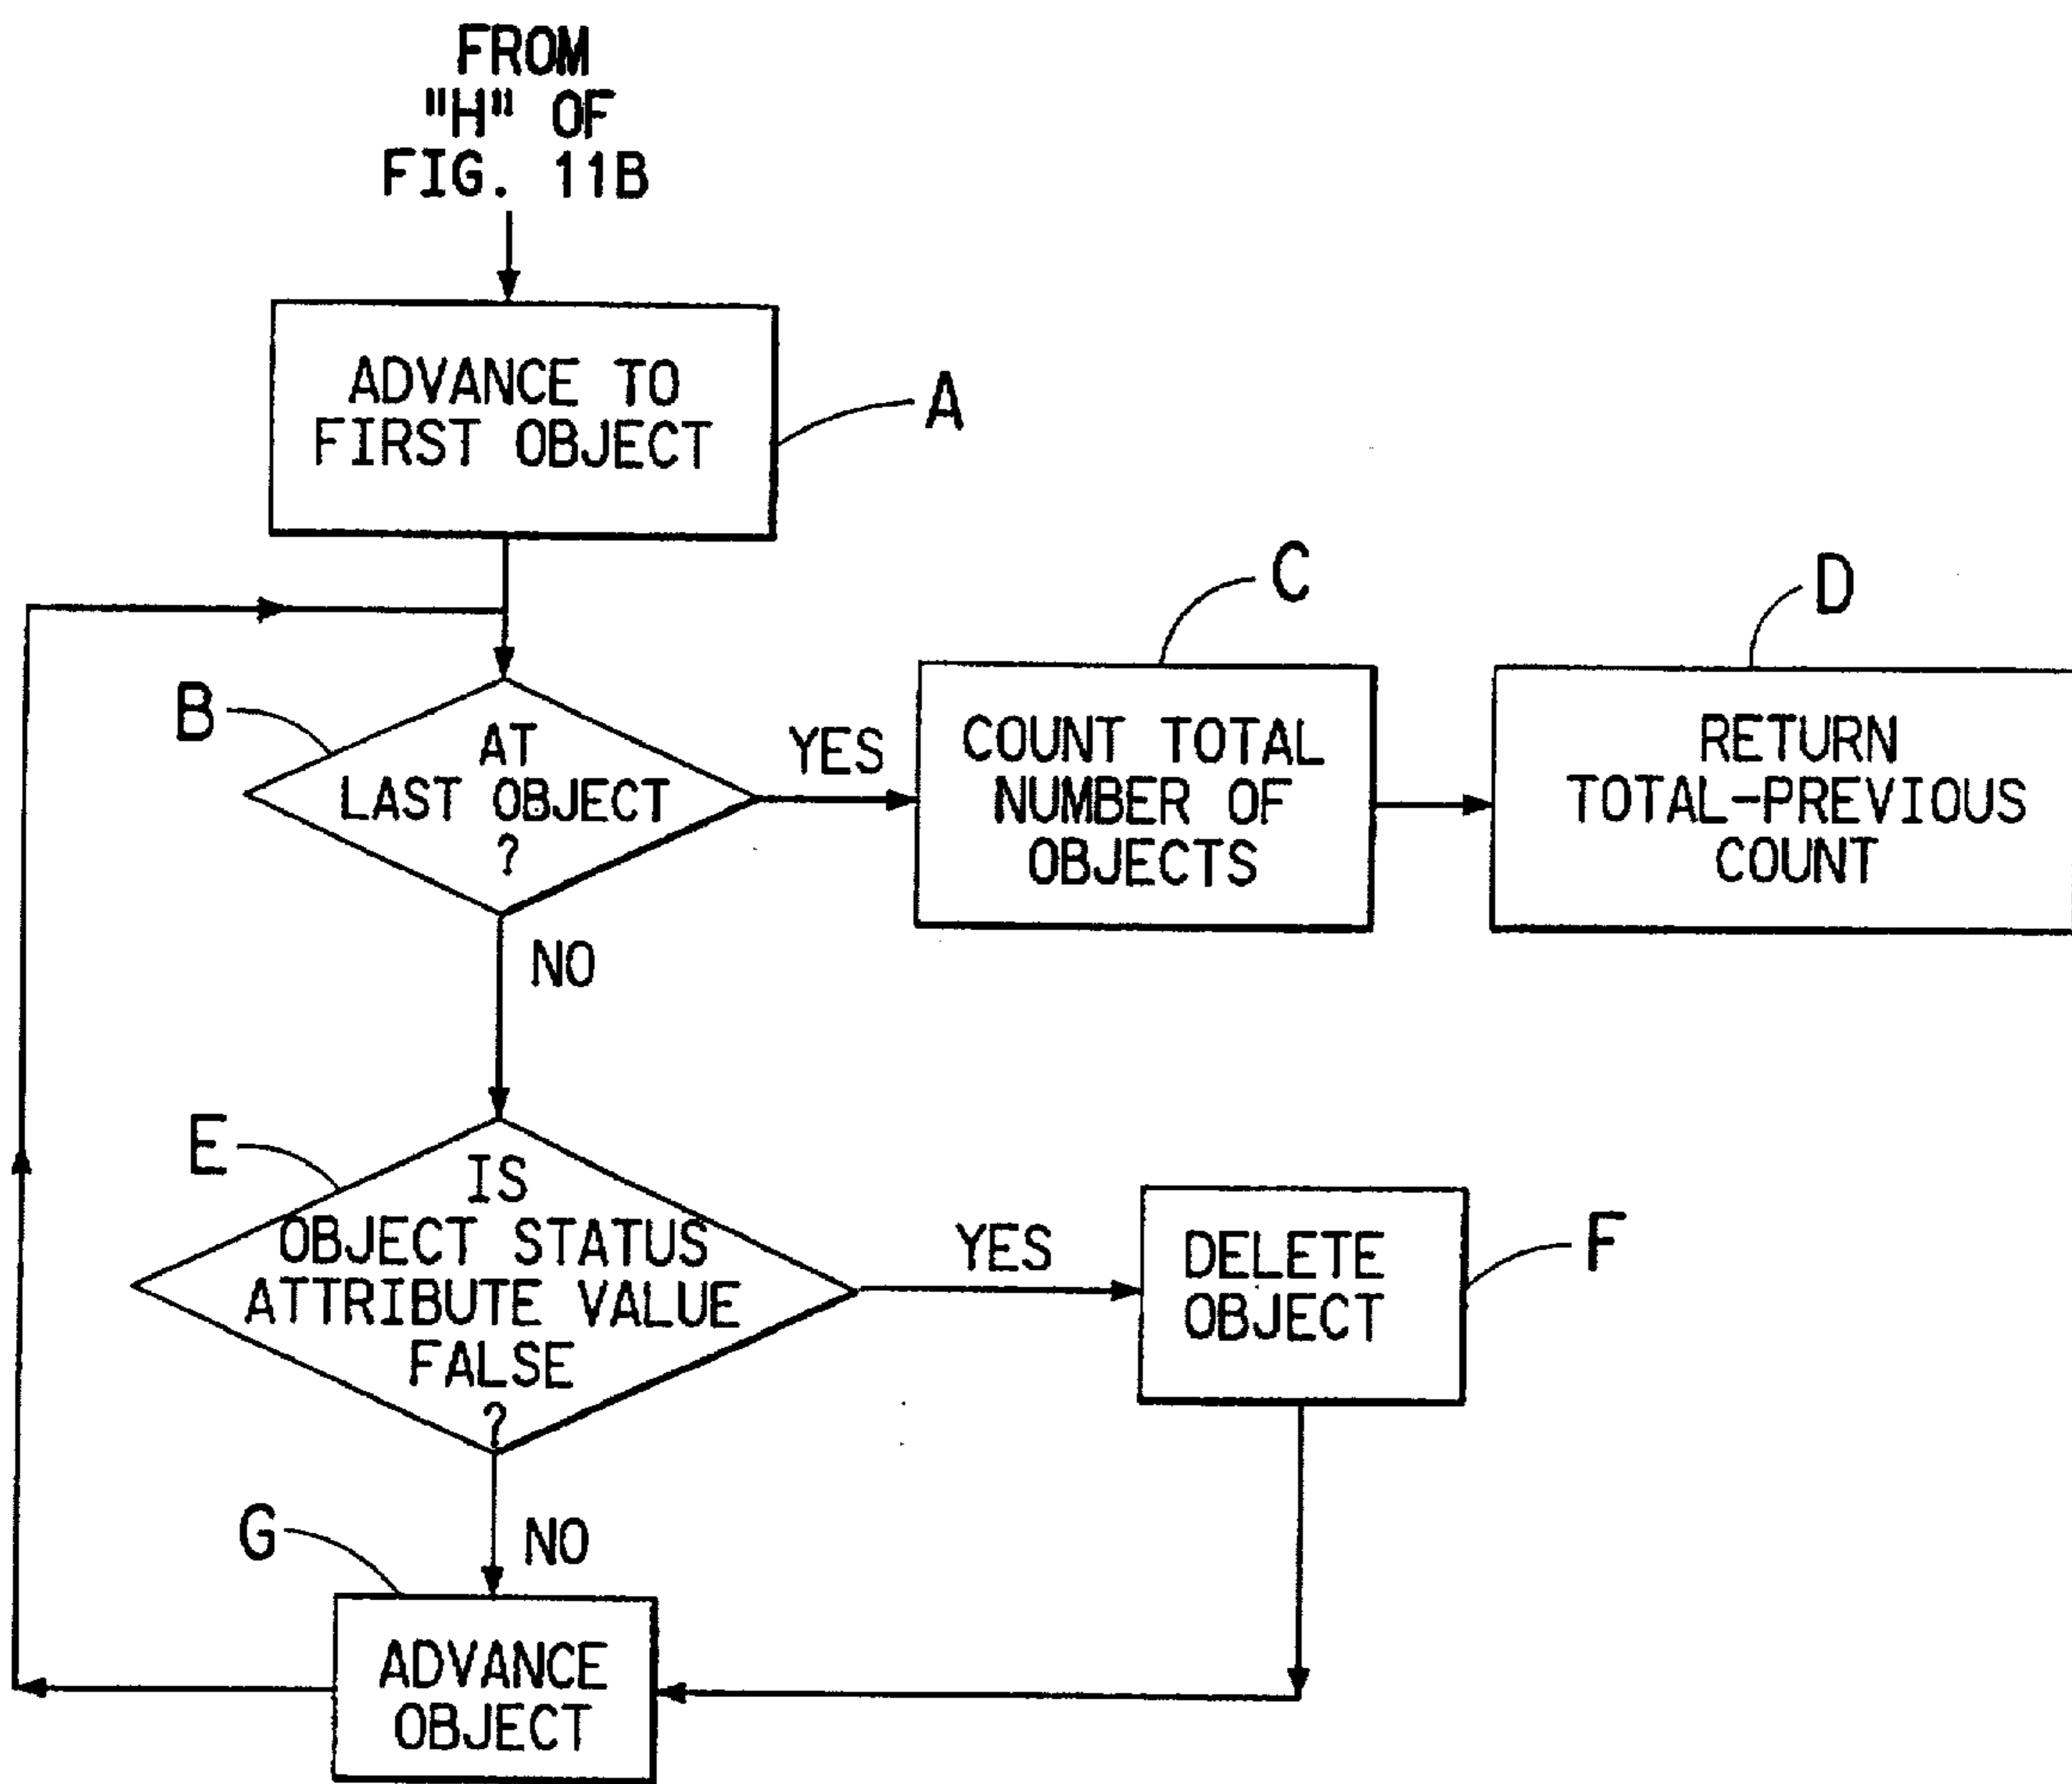 FROM
"H" OF
FIG. 11B
ADVANCE TO
FIRST OBJECT
A
B
AT
LAST OBJECT
?
YES
C
COUNT TOTAL
NUMBER OF
OBJECTS
D
RETURN
TOTAL-PREVIOUS
COUNT
NO
E
IS
OBJECT STATUS
ATTRIBUTE VALUE
FALSE
?
YES
DELETE
OBJECT
F
NO
G
ADVANCE
OBJECT